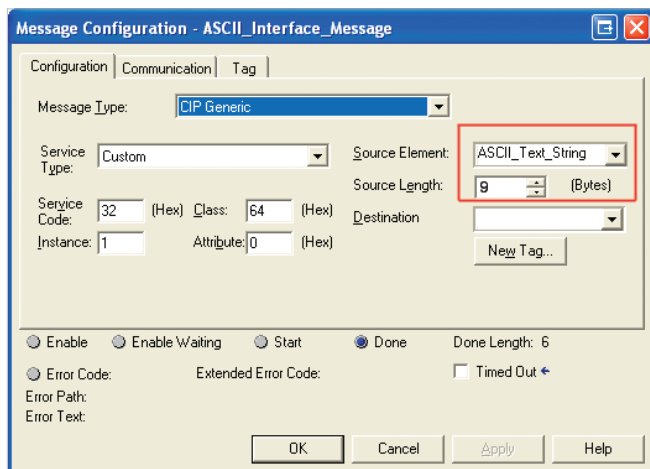 Message Configuration - ASCII_Interface_Message
Configuration Communication Tag
Message Type: CIP Generic
Service Type: Custom
Source Element: ASCII_Text_String
Source Length: 9 (Bytes)
Service Code: 32 (Hex) Class: 64 (Hex)
Destination
Instance: 1 Attribute: 0 (Hex)
New Tag...
Enable Enable Waiting Start Done Done Length: 6
Error Code: Extended Error Code: Timed Out
Error Path:
Error Text:
OK Cancel Apply Help